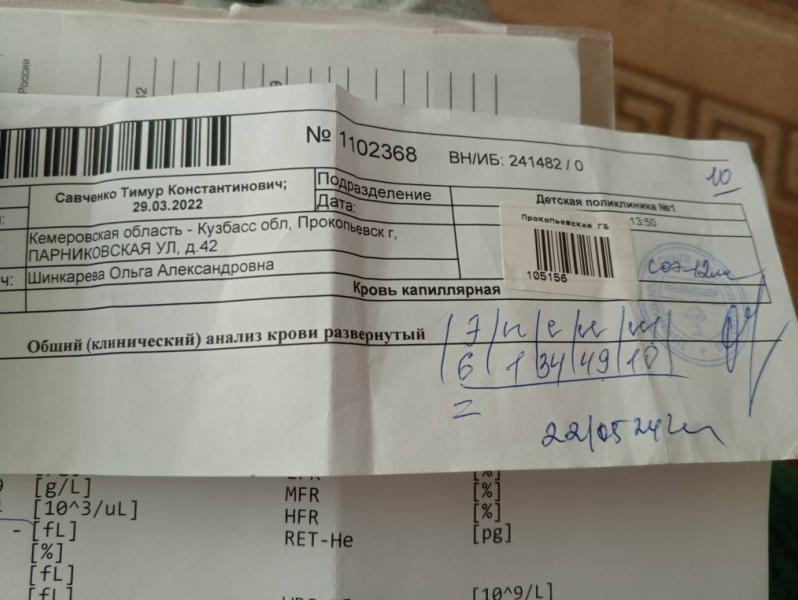 России
№ 1102368 ВН/ИБ: 241482 / 0
10
Савченко Тимур Константинович;
29.03.2022
Подразделение
Дата:
Детская поликлиника №1
13:50
Кемеровская область - Кузбасс обл, Прокопьевск г,
ПАРНИКОВСКАЯ УЛ, д.42
Прокопьевская ГБ
105156
ч: Шинкарева Ольга Александровна
соэ-12мм
Кровь капиллярная
Общий (клинический) анализ крови развернутый
Э п с л м
6 1 34 49 10
22/05 24
[g/L]
[10^3/uL]
[fL]
[%]
[fL]
[fL]
MFR [%]
HFR [%]
RET-He [pg]
[10^9/L]